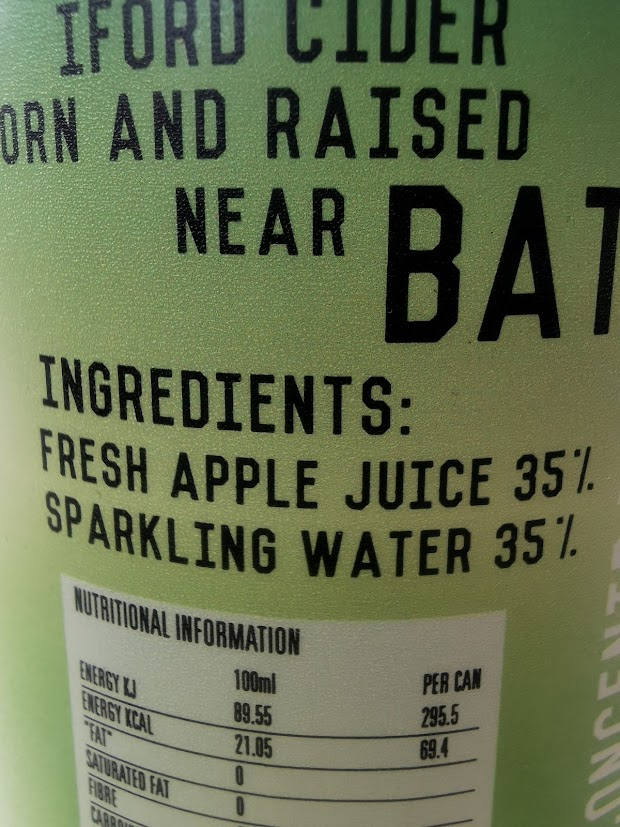 IFORD CIDER
ORN AND RAISED
NEAR BAT
INGREDIENTS:
FRESH APPLE JUICE 35%
SPARKLING WATER 35%
NUTRITIONAL INFORMATION
100ml PER CAN
ENERGY KJ 89.55 295.5
ENERGY KCAL 21.05 69.4
"FAT" 0
SATURATED FAT 0
FIBRE